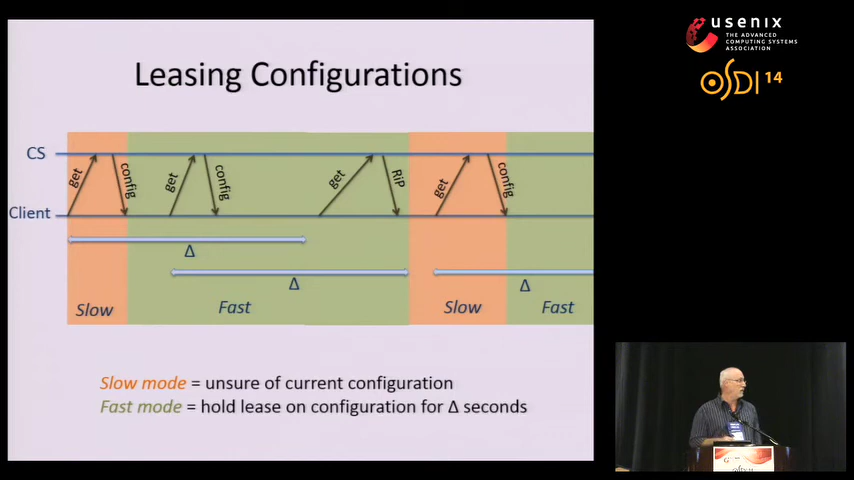 usenix
THE ADVANCED
COMPUTING SYSTEMS
ASSOCIATION
OSDI 14
Leasing Configurations
CS
get
config
get
config
get
RiP
get
config
Client
Δ
Δ
Δ
Slow
Fast
Slow
Fast
Slow mode = unsure of current configuration
Fast mode = hold lease on configuration for Δ seconds